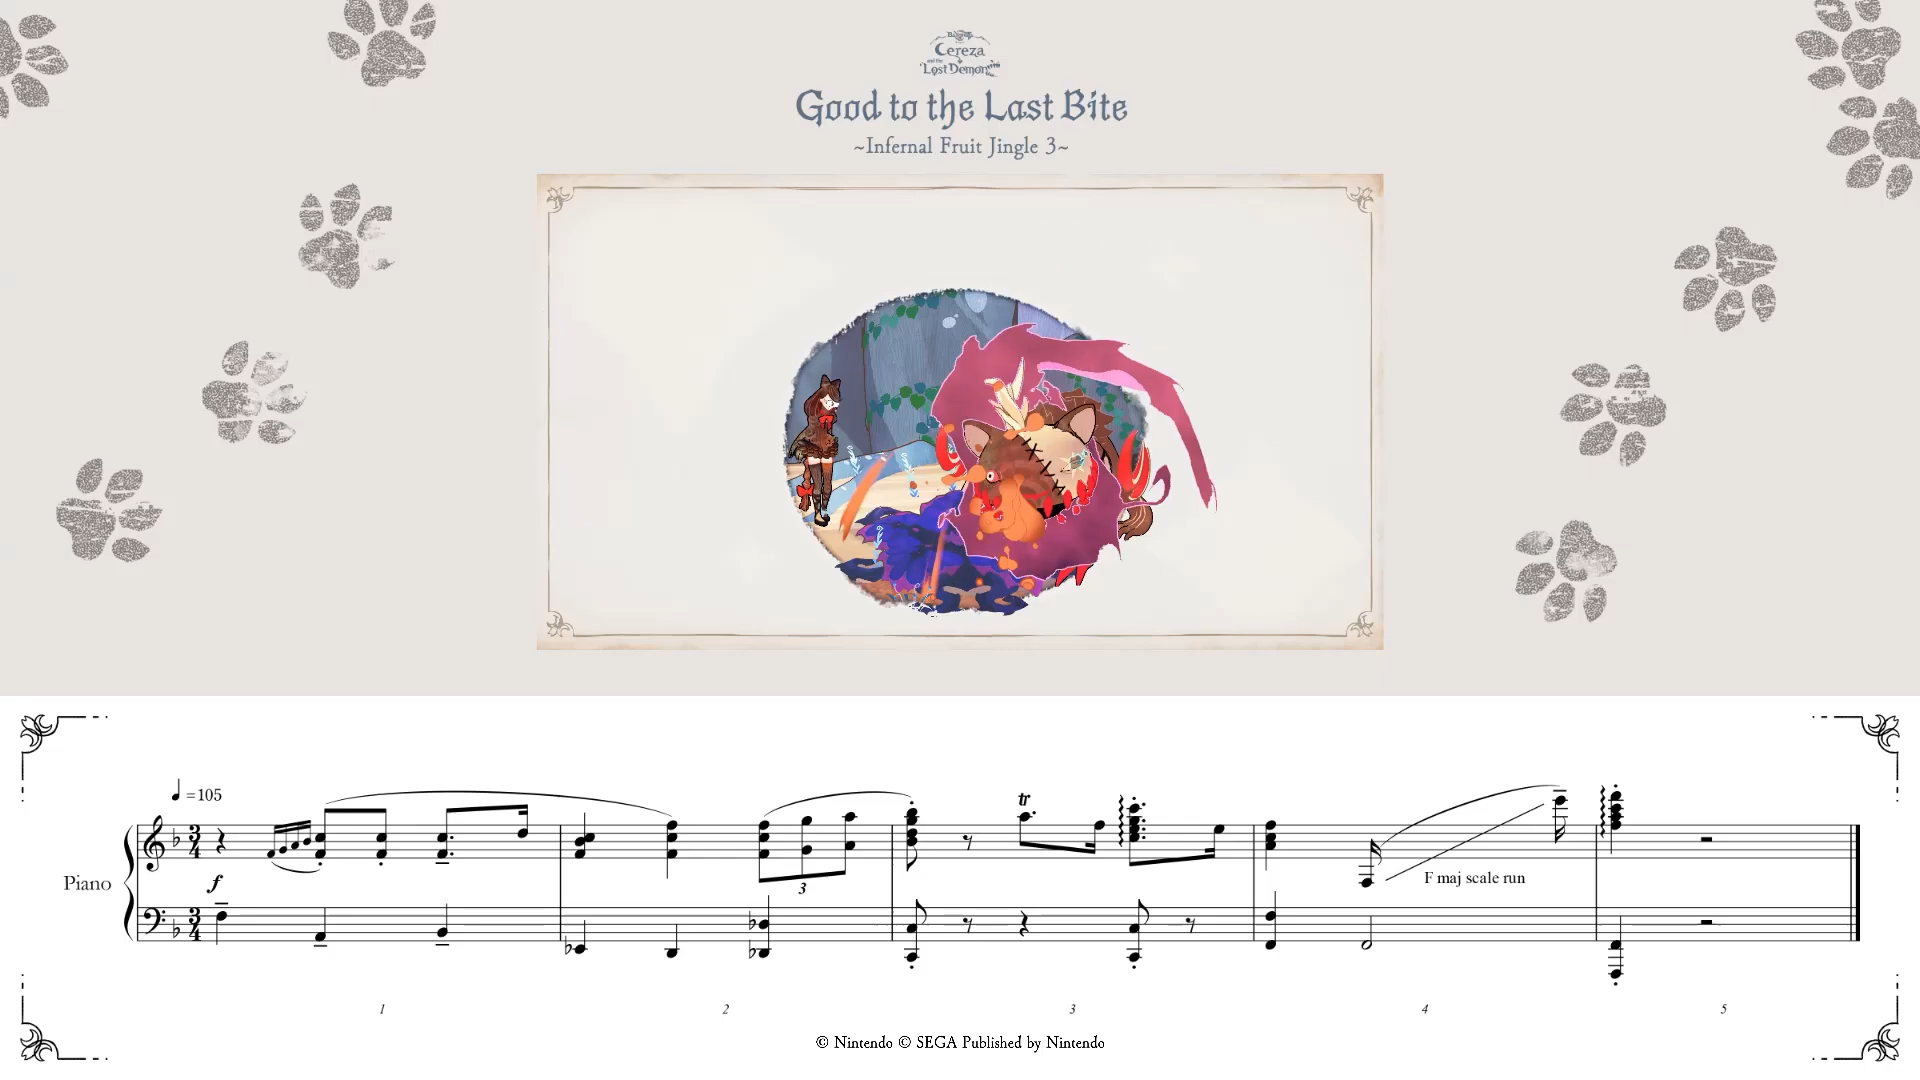 Cereza
and the
Lost Demon
Good to the Last Bite
~Infernal Fruit Jingle 3~
=105
tr
Piano
f
3
F maj scale run
1 2 3 4 5
© Nintendo © SEGA Published by Nintendo